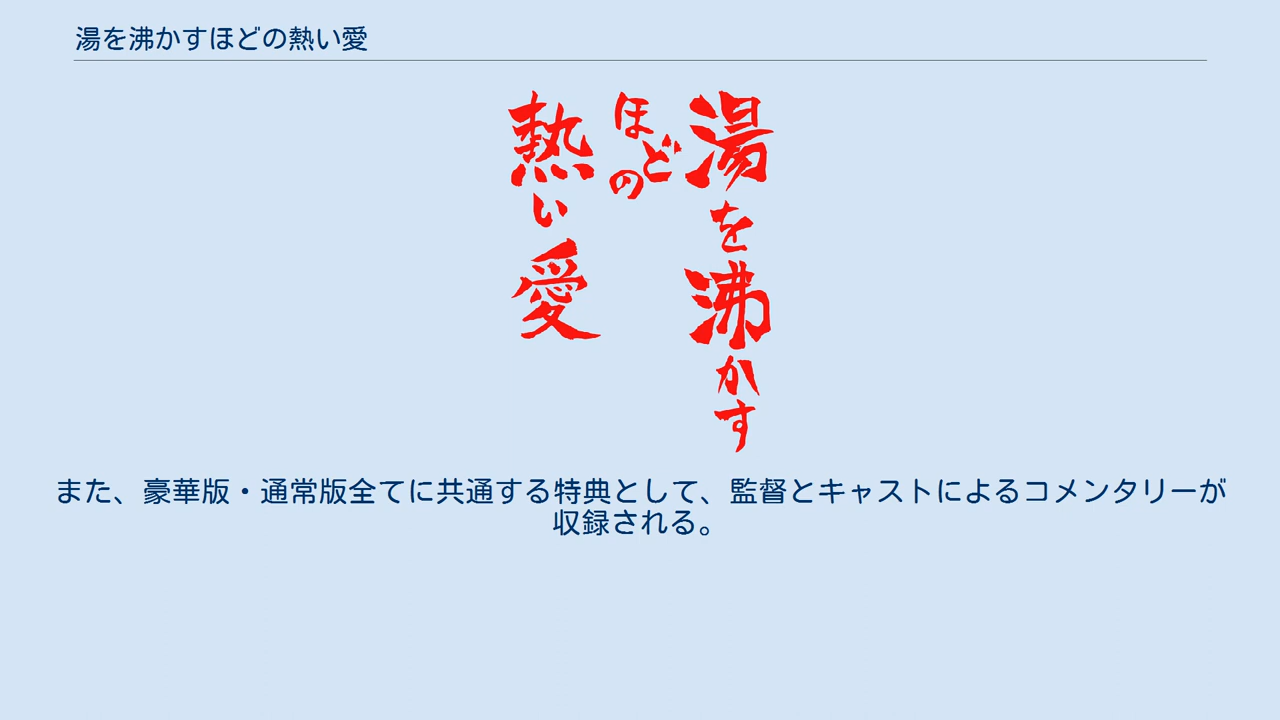 湯を沸かすほどの熱い愛
湯を沸かす
ほどの
熱い愛
また、豪華版・通常版全てに共通する特典として、監督とキャストによるコメンタリーが
収録される。